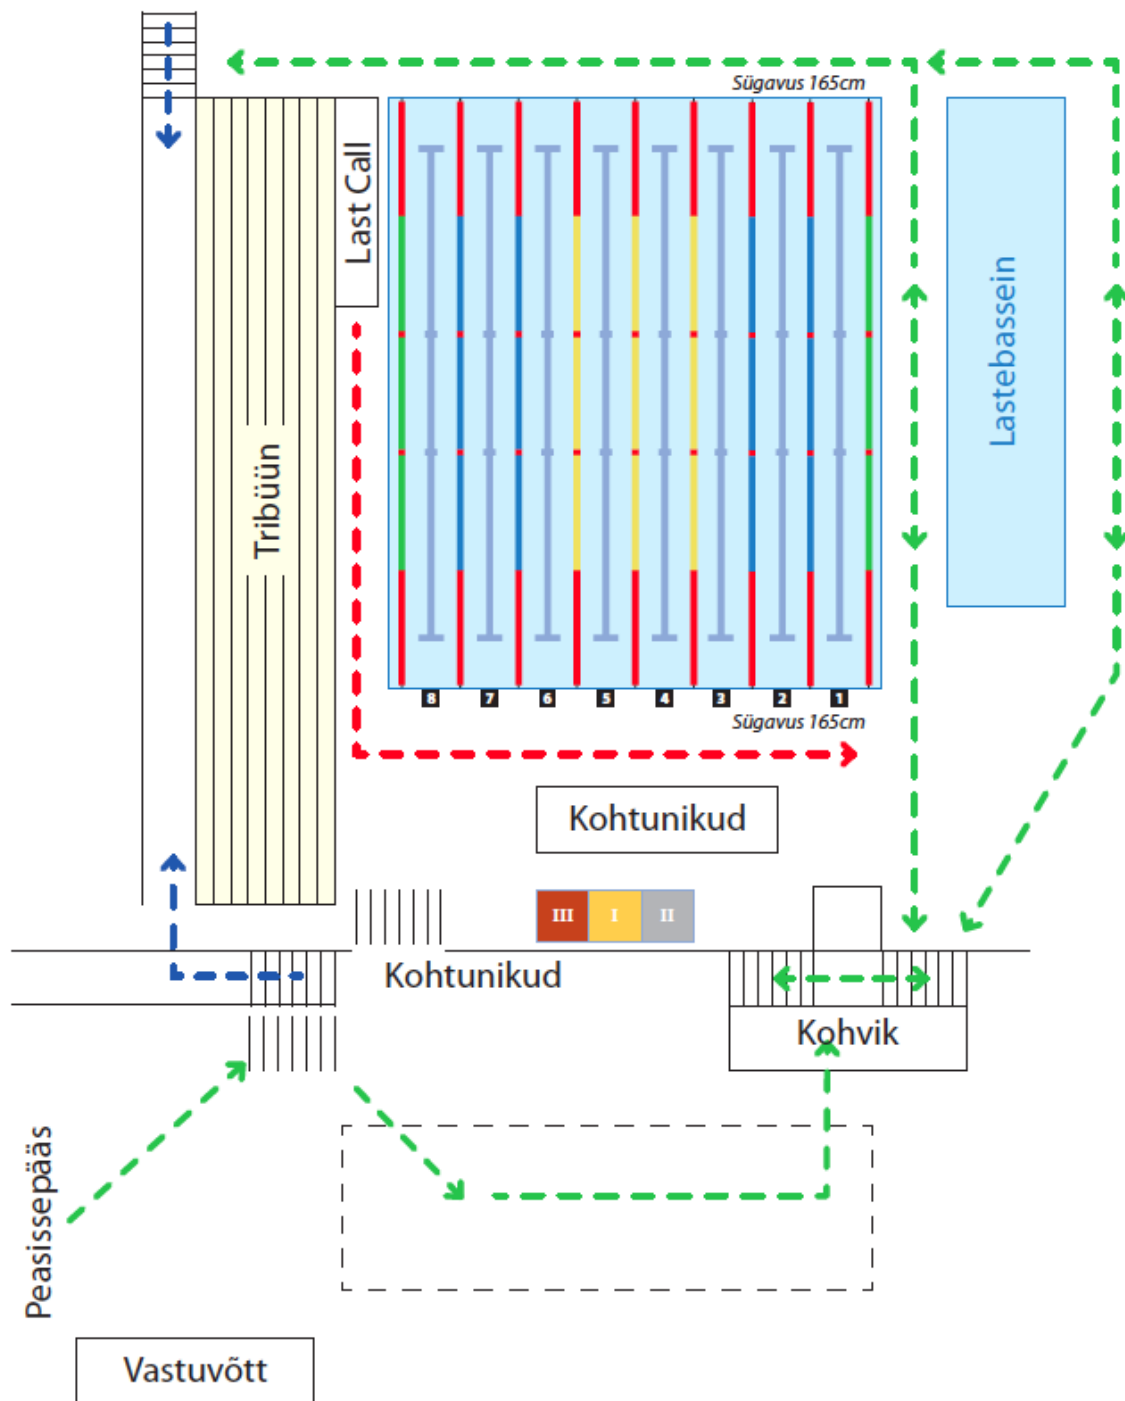 Sügavus 165cm
Last Call
Lastebassein
Tribüün
8 7 6 5 4 3 2 1
Sügavus 165cm
Kohtunikud
III I II
Kohtunikud
Kohvik
Peasissepääs
Vastuvõtt